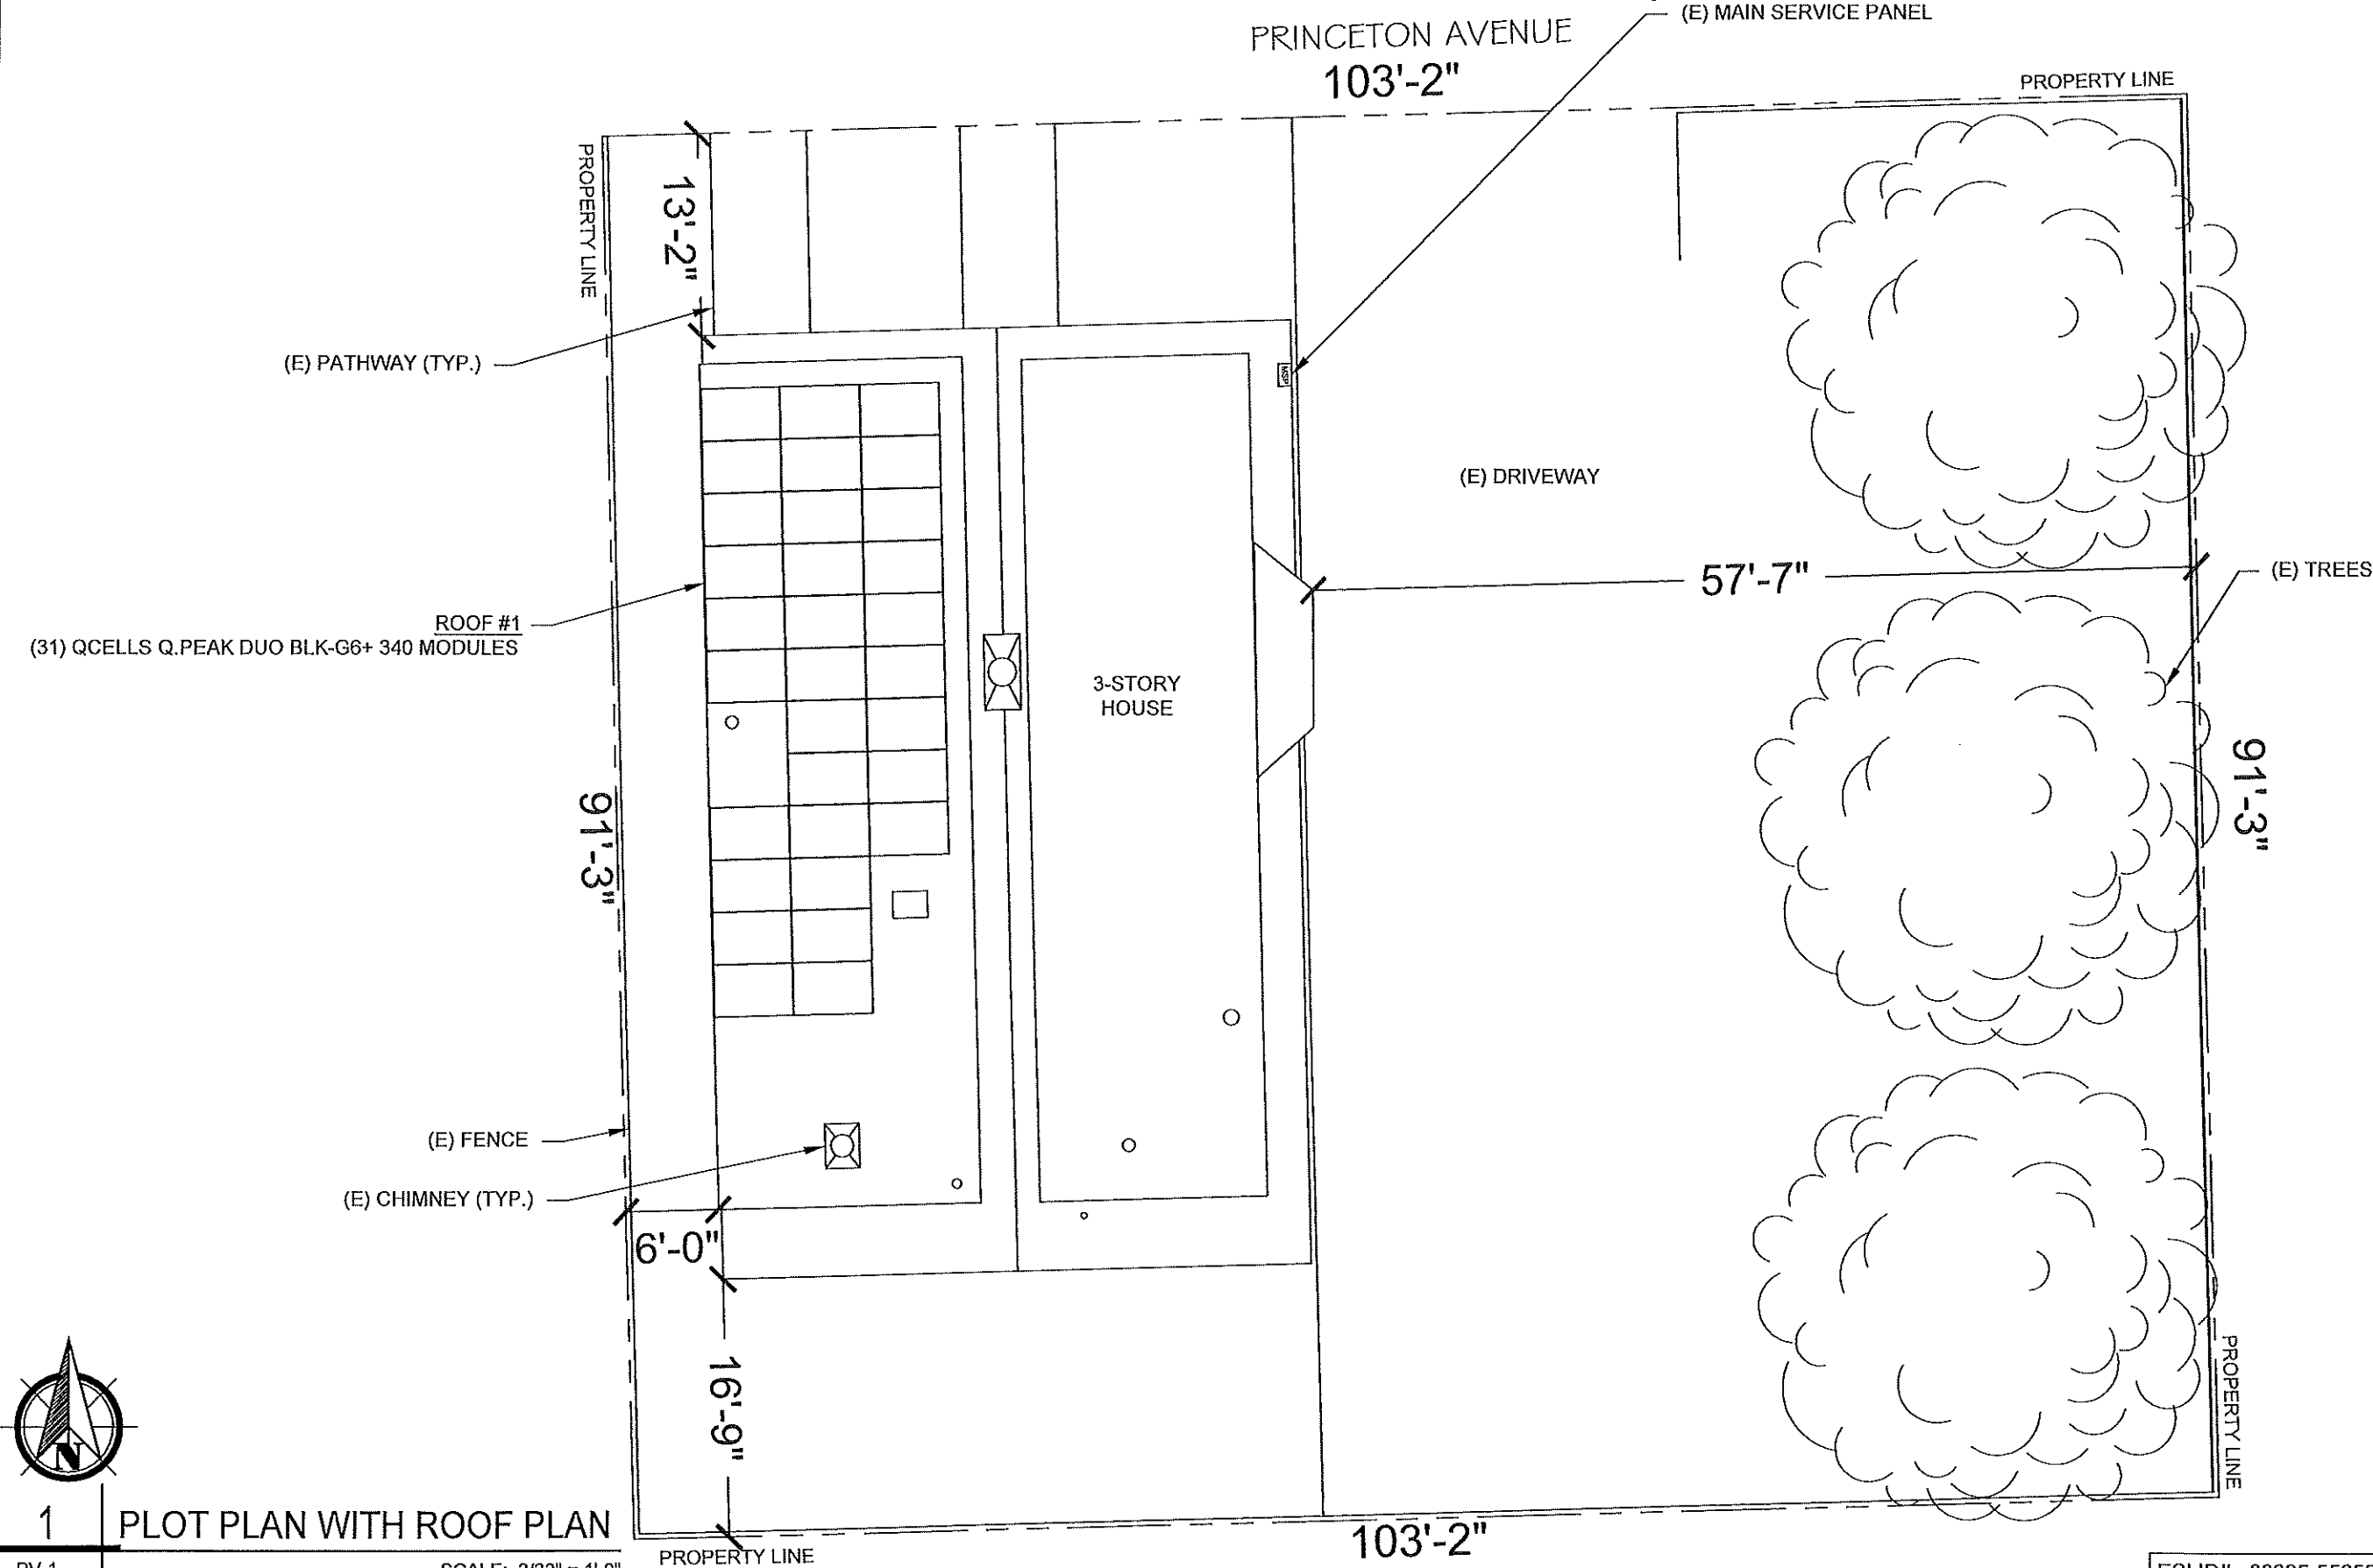 (E) MAIN SERVICE PANEL
PRINCETON AVENUE
103'-2"
PROPERTY LINE
PROPERTY LINE
13'-2"
(E) PATHWAY (TYP.)
MSP
(E) DRIVEWAY
57'-7"
(E) TREES
ROOF #1
(31) QCELLS Q.PEAK DUO BLK-G6+ 340 MODULES
3-STORY
HOUSE
91'-3"
91'-3"
(E) FENCE
(E) CHIMNEY (TYP.)
6'-0"
16'-9"
PROPERTY LINE
N
1
PLOT PLAN WITH ROOF PLAN
103'-2"
PROPERTY LINE